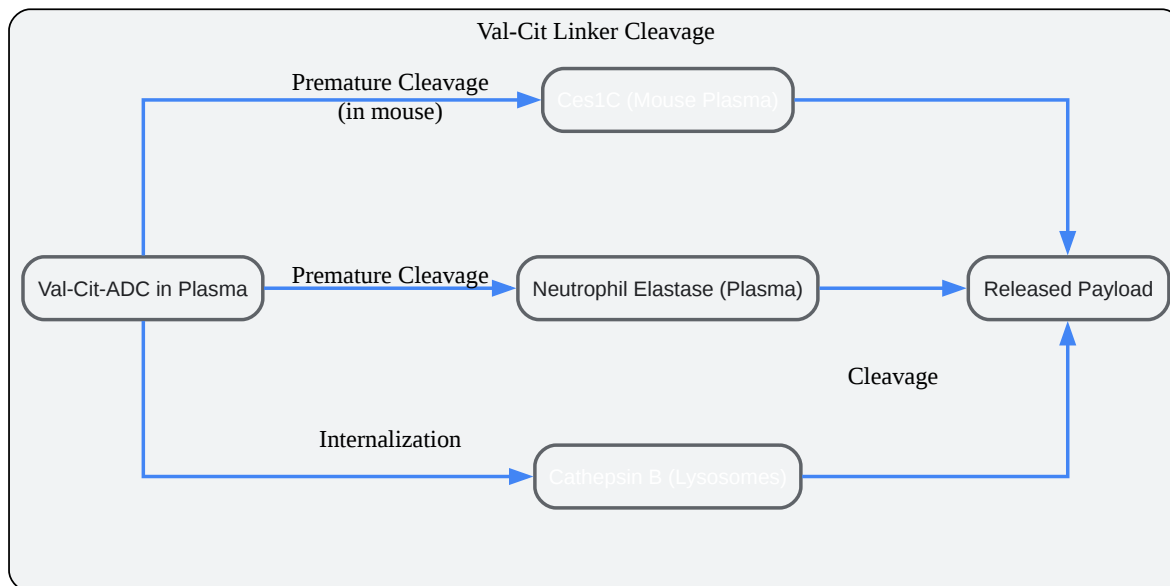 Val-Cit Linker Cleavage
Premature Cleavage
(in mouse)
Ces1C (Mouse Plasma)
Val-Cit-ADC in Plasma
Premature Cleavage
Neutrophil Elastase (Plasma)
Released Payload
Cleavage
Internalization
Cathepsin B (Lysosomes)